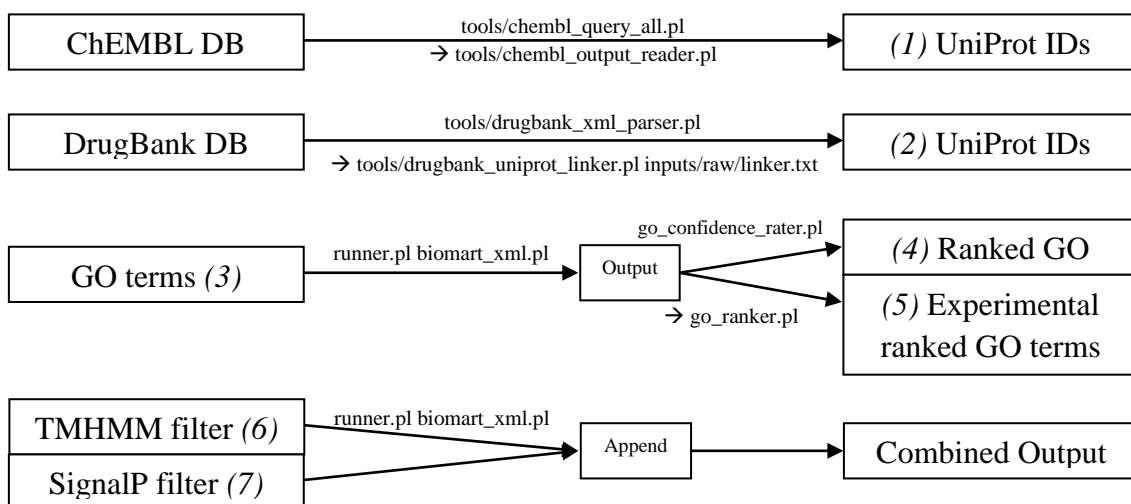 tools/chembl_query_all.pl
ChEMBL DB
(1) UniProt IDs
→ tools/chembl_output_reader.pl
tools/drugbank_xml_parser.pl
DrugBank DB
(2) UniProt IDs
→ tools/drugbank_uniprot_linker.pl inputs/raw/linker.txt
go_confidence_rater.pl
runner.pl biomart_xml.pl
(4) Ranked GO
GO terms (3)
Output
(5) Experimental
ranked GO terms
→ go_ranker.pl
runner.pl biomart_xml.pl
TMHMM filter (6)
Append
Combined Output
SignalP filter (7)